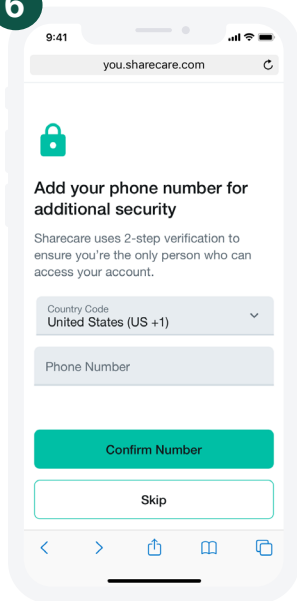 6
9:41
you.sharecare.com
Add your phone number for
additional security
Sharecare uses 2-step verification to
ensure you're the only person who can
access your account.
Country Code
United States (US +1)
Phone Number
Confirm Number
Skip